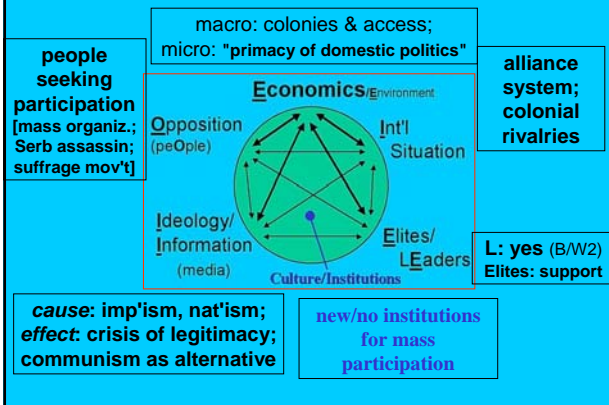 macro: colonies & access;
micro: "primacy of domestic politics"
people
seeking
participation
[mass organiz.;
Serb assassin;
suffrage mov't]
alliance
system;
colonial
rivalries
Economics/Environment
Opposition
(peOple)
Int'l
Situation
Ideology/
Information
(media)
Elites/
LEaders
Culture/Institutions
L: yes (B/W2)
Elites: support
cause: imp'ism, nat'ism;
effect: crisis of legitimacy;
communism as alternative
new/no institutions
for mass
participation